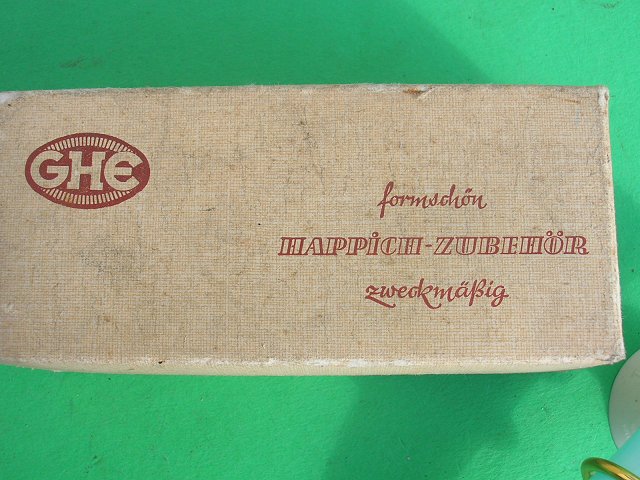 GHE
formschön
HAPPICH-ZUBEHÖR
zweckmäßig